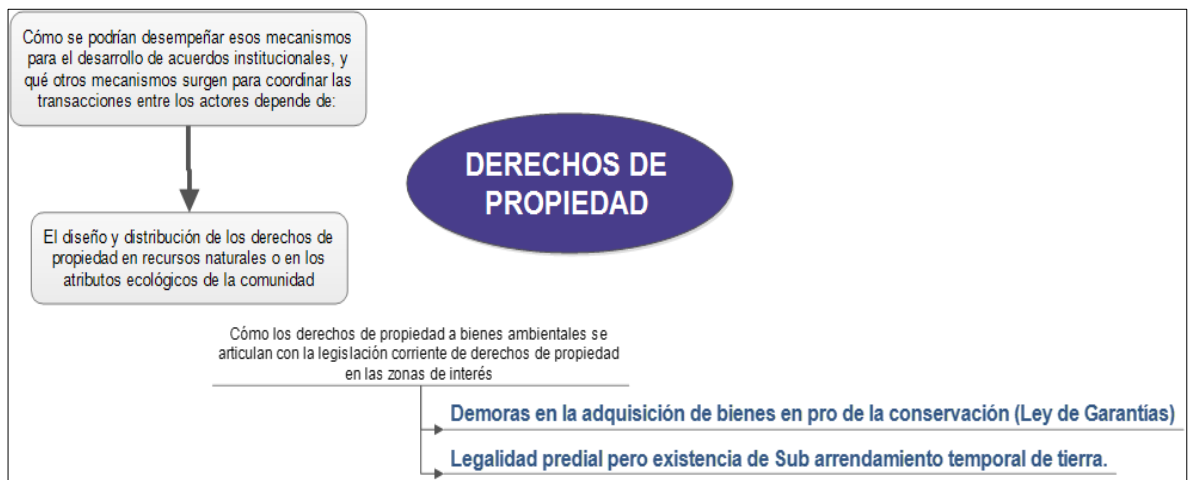 Cómo se podrían desempeñar esos mecanismos
para el desarrollo de acuerdos institucionales, y
qué otros mecanismos surgen para coordinar las
transacciones entre los actores depende de:
DERECHOS DE
PROPIEDAD
El diseño y distribución de los derechos de
propiedad en recursos naturales o en los
atributos ecológicos de la comunidad
Cómo los derechos de propiedad a bienes ambientales se
articulan con la legislación corriente de derechos de propiedad
en las zonas de interés
Demoras en la adquisición de bienes en pro de la conservación (Ley de Garantías)
Legalidad predial pero existencia de Sub arrendamiento temporal de tierra.